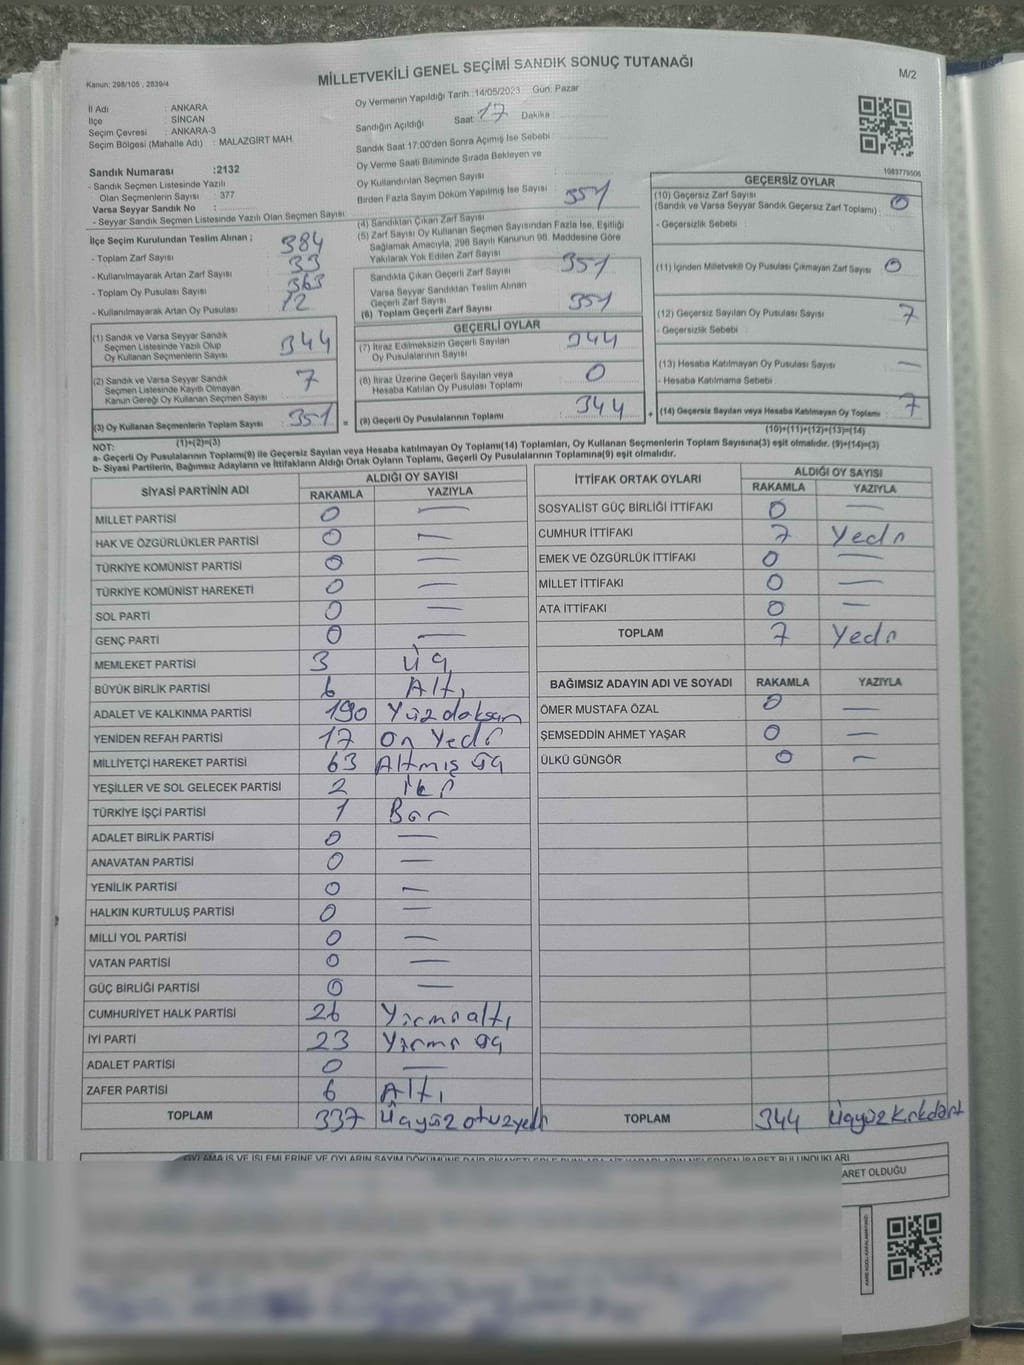 Kanun: 298/105 , 2839/4
MİLLETVEKİLİ GENEL SEÇİMİ SANDIK SONUÇ TUTANAĞI
M/2
İl Adı : ANKARA
İlçe : SİNCAN
Seçim Çevresi : ANKARA-3
Seçim Bölgesi (Mahalle Adı) : MALAZGİRT MAH.
Oy Vermenin Yapıldığı Tarih :14/05/2023 Gün: Pazar
Sandığın Açıldığı Saat 17 Dakika :
Sandık Saat 17:00'den Sonra Açımış İse Sebebi :
Oy Verme Saati Bitiminde Sırada Bekleyen ve
Oy Kullandırılan Seçmen Sayısı
Birden Fazla Sayım Döküm Yapılmış İse Sayısı
Sandık Numarası :2132
- Sandık Seçmen Listesinde Yazılı
Olan Seçmenlerin Sayısı : 377
Varsa Seyyar Sandık No :
- Seyyar Sandık Seçmen Listesinde Yazılı Olan Seçmen Sayısı
İlçe Seçim Kurulundan Teslim Alınan ;
- Toplam Zarf Sayısı : 384
- Kullanılmayarak Artan Zarf Sayısı : 33
- Toplam Oy Pusulası Sayısı : 363
- Kullanılmayarak Artan Oy Pusulası : 12
(1) Sandık ve Varsa Seyyar Sandık
Seçmen Listesinde Yazılı Olup
Oy Kullanan Seçmenlerin Sayısı : 344
(2) Sandık ve Varsa Seyyar Sandık
Seçmen Listesinde Kayıtlı Olmayan
Kanun Gereği Oy Kullanan Seçmen Sayısı : 7
(3) Oy Kullanan Seçmenlerin Toplam Sayısı : 351 =
(1)+(2)=(3)
(4) Sandıktan Çıkan Zarf Sayısı : 351
(5) Zarf Sayısı Oy Kullanan Seçmen Sayısından Fazla İse, Eşitliği
Sağlamak Amacıyla, 298 Sayılı Kanunun 98. Maddesine Göre
Yakılarak Yok Edilen Zarf Sayısı
Sandıkta Çıkan Geçerli Zarf Sayısı : 351
Varsa Seyyar Sandıktan Teslim Alınan
Geçerli Zarf Sayısı
(6) Toplam Geçerli Zarf Sayısı : 351
GEÇERLİ OYLAR
(7) İtiraz Edilmeksizin Geçerli Sayılan
Oy Pusulalarının Sayısı : 344
(8) İtiraz Üzerine Geçerli Sayılan veya
Hesaba Katılan Oy Pusulası Toplamı : 0
(9) Geçerli Oy Pusulalarının Toplamı : 344 +
1083779506
GEÇERSİZ OYLAR
(10) Geçersiz Zarf Sayısı
(Sandık ve Varsa Seyyar Sandık Geçersiz Zarf Toplamı) : 0
- Geçersizlik Sebebi :
(11) İçinden Milletvekili Oy Pusulası Çıkmayan Zarf Sayısı : 0
(12) Geçersiz Sayılan Oy Pusulası Sayısı : 7
- Geçersizlik Sebebi :
(13) Hesaba Katılmayan Oy Pusulası Sayısı : —
- Hesaba Katılmama Sebebi :
(14) Geçersiz Sayılan veya Hesaba Katılmayan Oy Toplamı : 7
(10)+(11)+(12)+(13)=(14)
NOT:
a- Geçerli Oy Pusulalarının Toplamı(9) ile Geçersiz Sayılan veya Hesaba katılmayan Oy Toplamı(14) Toplamları, Oy Kullanan Seçmenlerin Toplam Sayısına(3) eşit olmalıdır. (9)+(14)=(3)
b- Siyasi Partilerin, Bağımsız Adayların ve İttifakların Aldığı Ortak Oyların Toplamı, Geçerli Oy Pusulalarının Toplamına(9) eşit olmalıdır.
SİYASİ PARTİNİN ADI ALDIĞI OY SAYISI
RAKAMLA YAZIYLA
MİLLET PARTİSİ 0 —
HAK VE ÖZGÜRLÜKLER PARTİSİ 0 —
TÜRKİYE KOMÜNİST PARTİSİ 0 —
TÜRKİYE KOMÜNİST HAREKETİ 0 —
SOL PARTİ 0 —
GENÇ PARTİ 0 —
MEMLEKET PARTİSİ 3 Üç
BÜYÜK BİRLİK PARTİSİ 6 Altı
ADALET VE KALKINMA PARTİSİ 190 Yüz doksan
YENİDEN REFAH PARTİSİ 17 On Yedi
MİLLİYETÇİ HAREKET PARTİSİ 63 Altmış üç
YEŞİLLER VE SOL GELECEK PARTİSİ 2 İki
TÜRKİYE İŞÇİ PARTİSİ 1 Bir
ADALET BİRLİK PARTİSİ 0 —
ANAVATAN PARTİSİ 0 —
YENİLİK PARTİSİ 0 —
HALKIN KURTULUŞ PARTİSİ 0 —
MİLLİ YOL PARTİSİ 0 —
VATAN PARTİSİ 0 —
GÜÇ BİRLİĞİ PARTİSİ 0 —
CUMHURİYET HALK PARTİSİ 26 Yirmi altı
İYİ PARTİ 23 Yirmi üç
ADALET PARTİSİ 0 —
ZAFER PARTİSİ 6 Altı
TOPLAM 337 Üçyüz otuzyedi
İTTİFAK ORTAK OYLARI ALDIĞI OY SAYISI
RAKAMLA YAZIYLA
SOSYALİST GÜÇ BİRLİĞİ İTTİFAKI 0 —
CUMHUR İTTİFAKI 7 Yedi
EMEK VE ÖZGÜRLÜK İTTİFAKI 0 —
MİLLET İTTİFAKI 0 —
ATA İTTİFAKI 0 —
TOPLAM 7 Yedi
BAĞIMSIZ ADAYIN ADI VE SOYADI RAKAMLA YAZIYLA
ÖMER MUSTAFA ÖZAL 0 —
ŞEMSEDDİN AHMET YAŞAR 0 —
ÜLKÜ GÜNGÖR 0 —
TOPLAM 344 Üçyüzkırkdört
ARET OLDUĞU